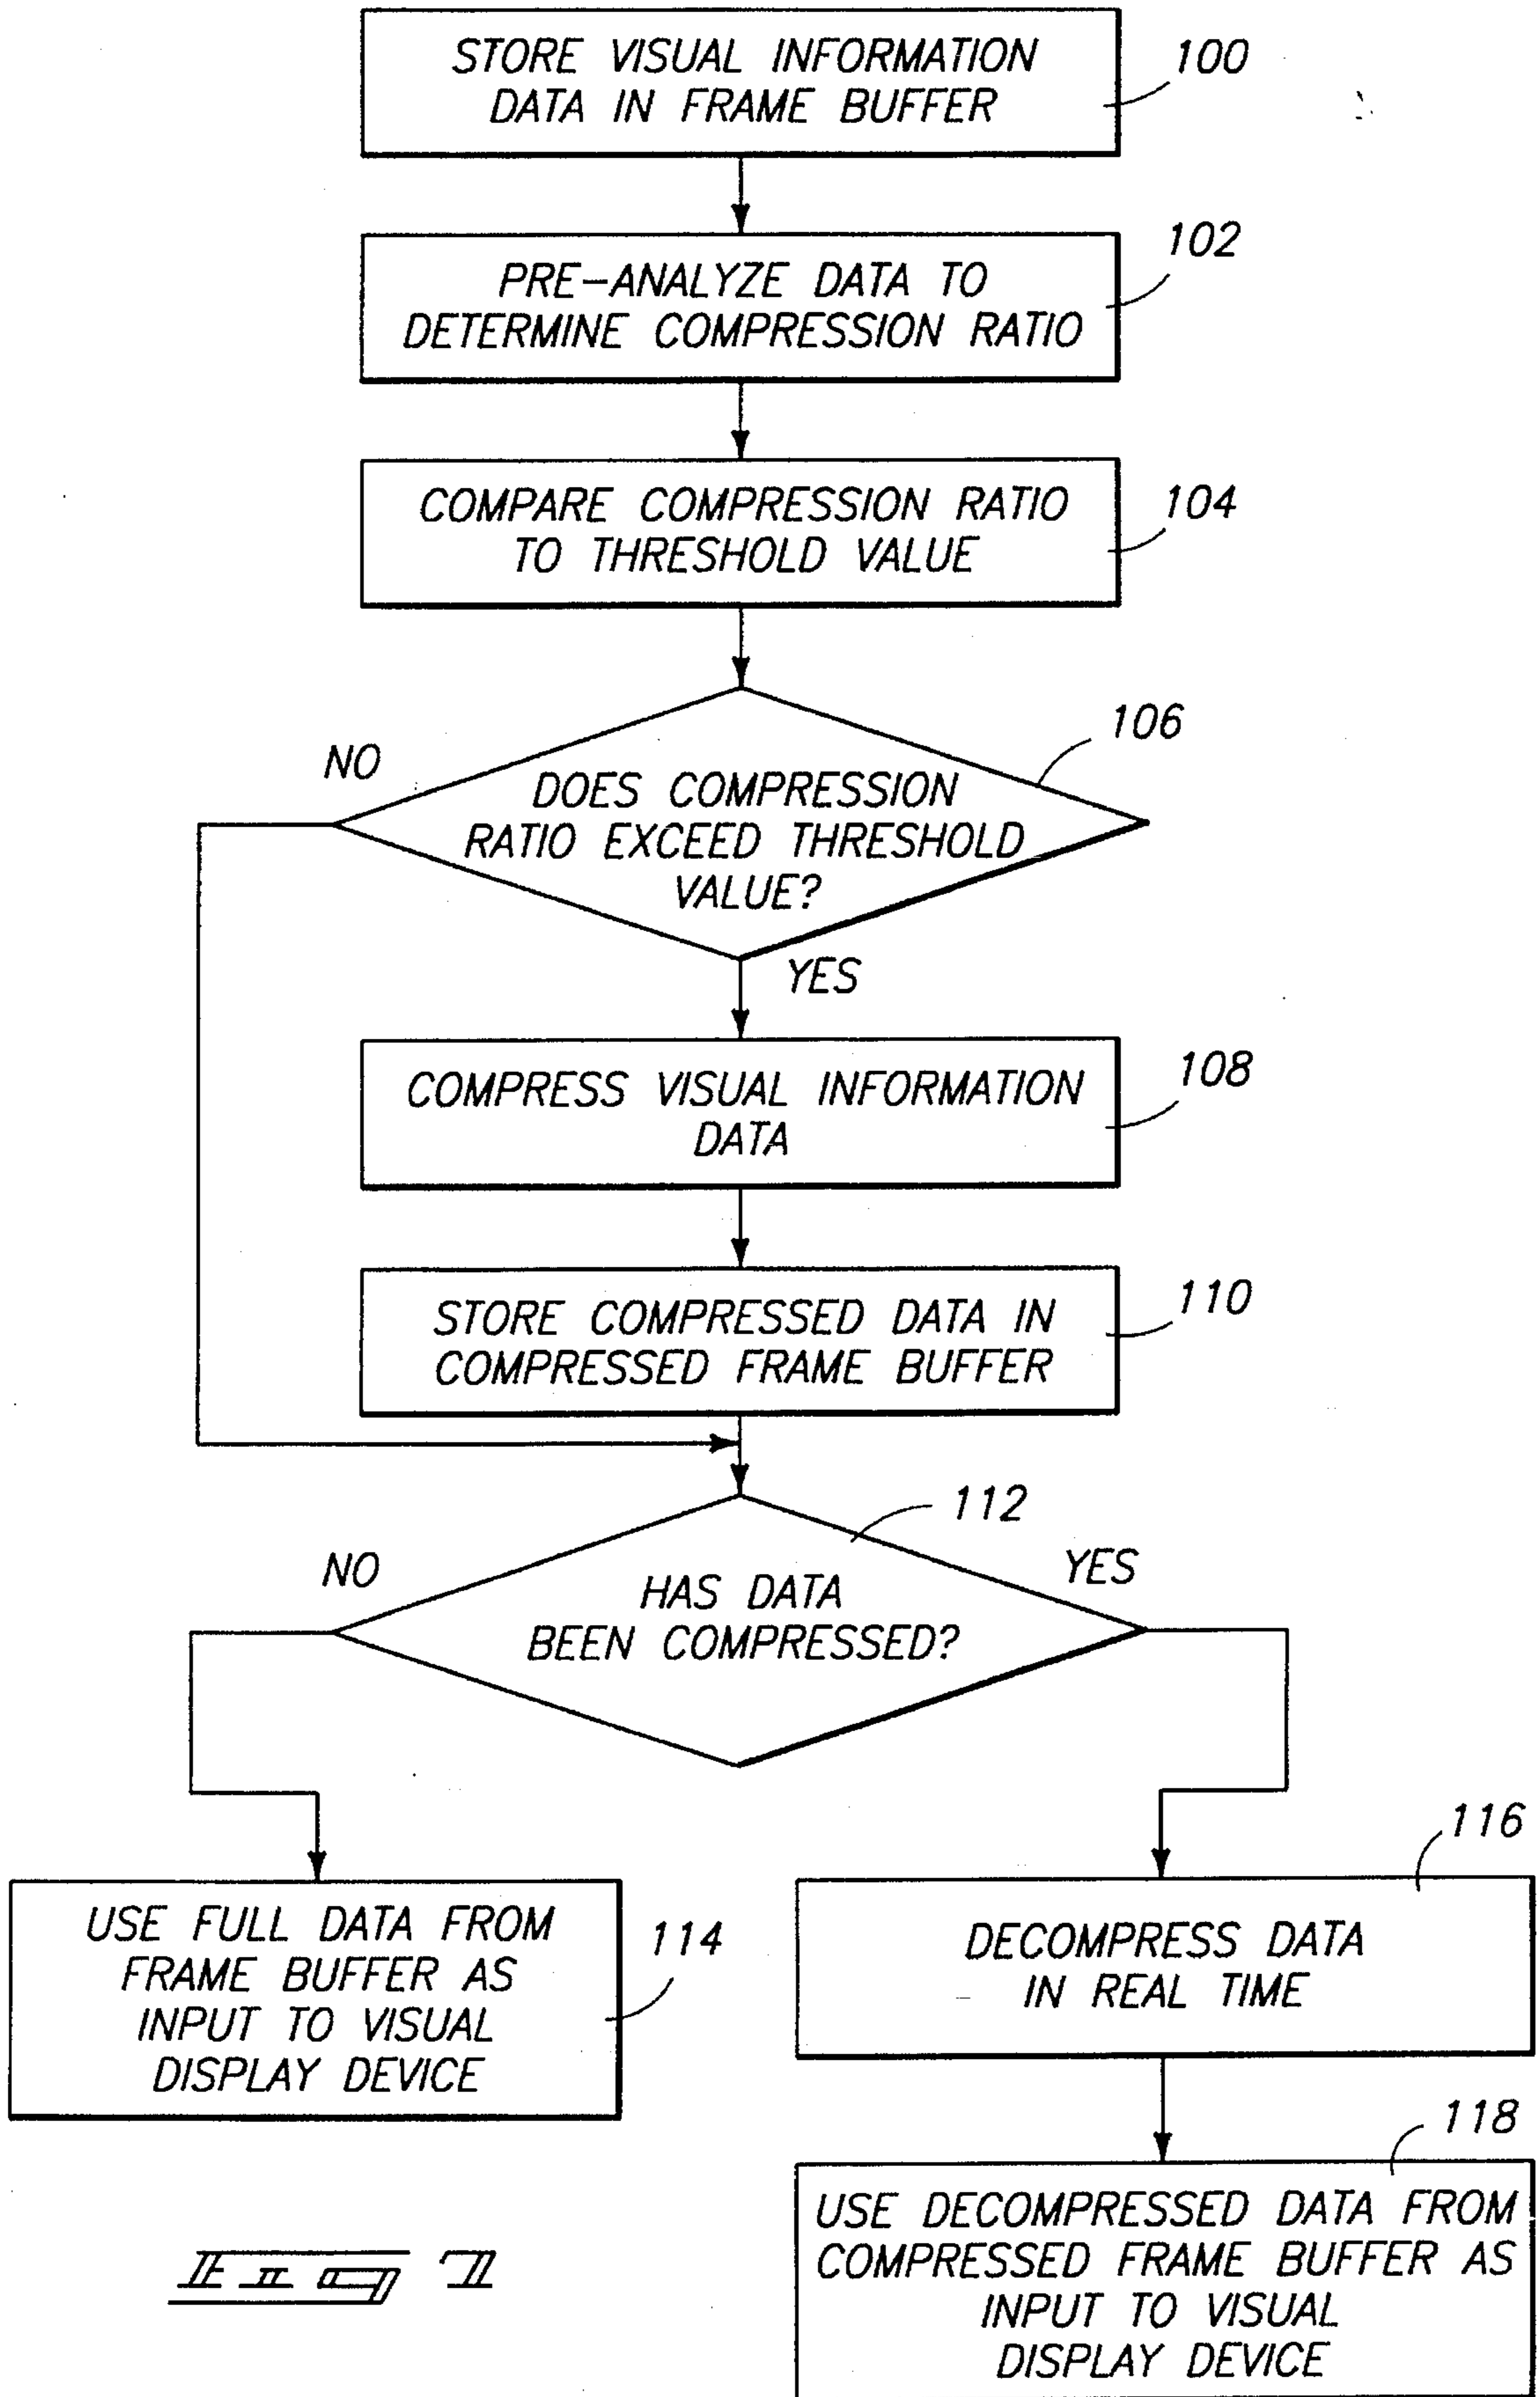 STORE VISUAL INFORMATION
DATA IN FRAME BUFFER
100
PRE-ANALYZE DATA TO
DETERMINE COMPRESSION RATIO
102
COMPARE COMPRESSION RATIO
TO THRESHOLD VALUE
104
106
NO
DOES COMPRESSION
RATIO EXCEED THRESHOLD
VALUE?
YES
COMPRESS VISUAL INFORMATION
DATA
108
STORE COMPRESSED DATA IN
COMPRESSED FRAME BUFFER
110
112
NO
YES
HAS DATA
BEEN COMPRESSED?
USE FULL DATA FROM
FRAME BUFFER AS
INPUT TO VISUAL
DISPLAY DEVICE
114
116
DECOMPRESS DATA
IN REAL TIME
118
USE DECOMPRESSED DATA FROM
COMPRESSED FRAME BUFFER AS
INPUT TO VISUAL
DISPLAY DEVICE
Fig 7